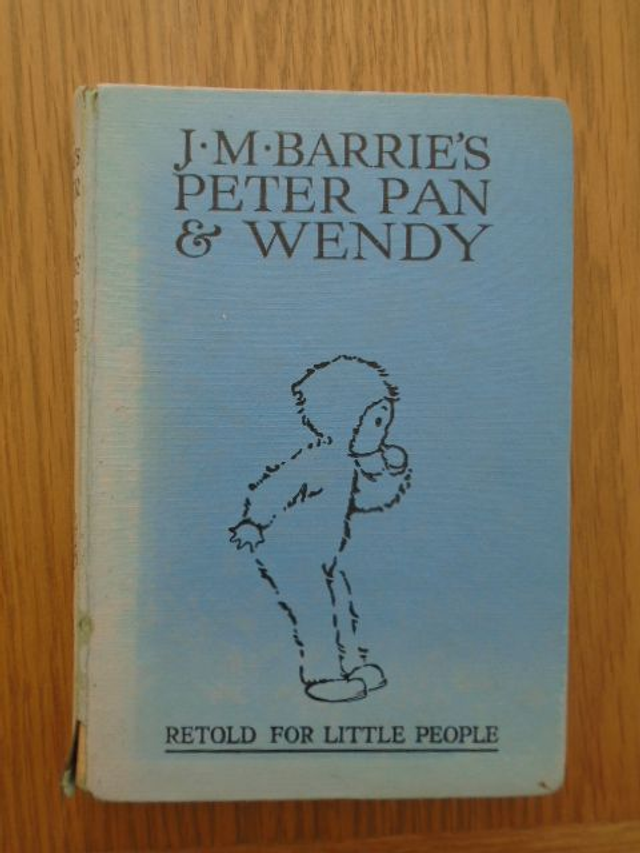 J·M·BARRIE'S
PETER PAN
& WENDY
RETOLD FOR LITTLE PEOPLE